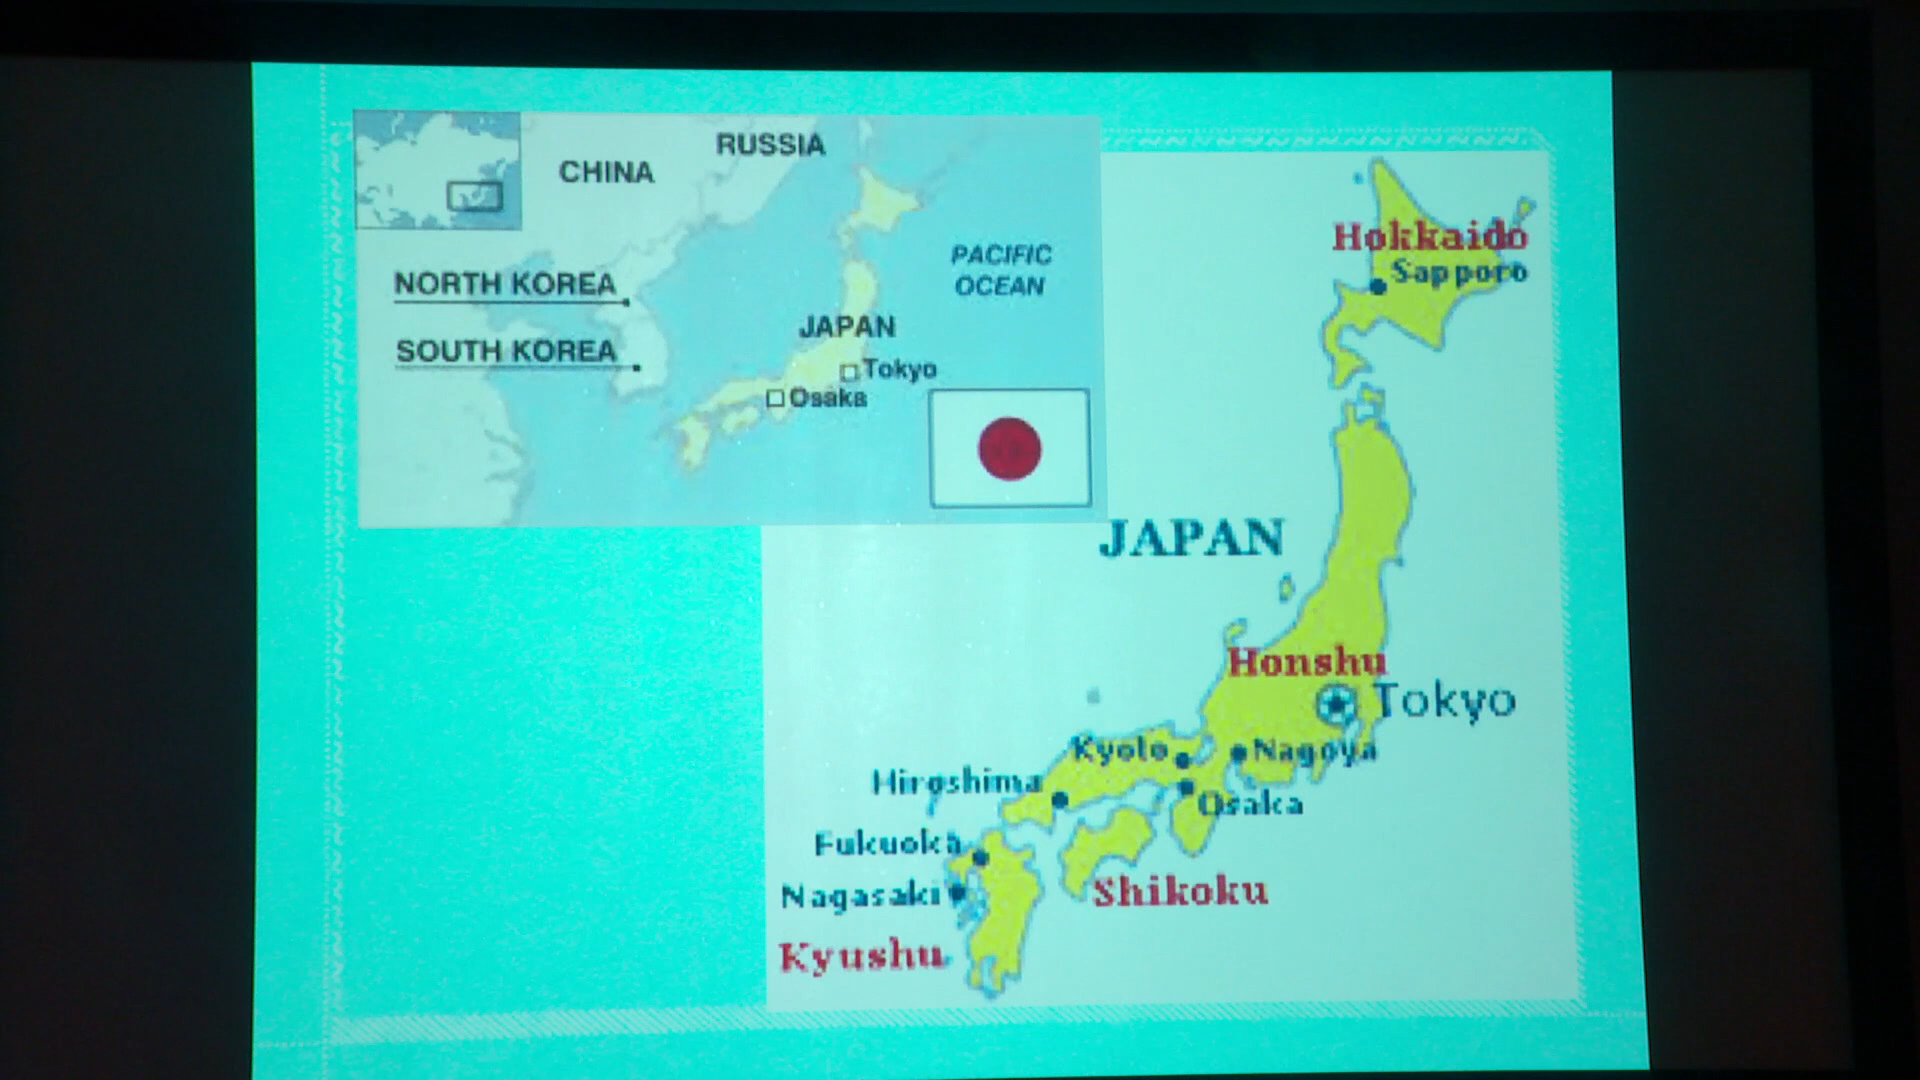 RUSSIA
CHINA
PACIFIC
OCEAN
NORTH KOREA
JAPAN
SOUTH KOREA
Tokyo
Osaka
Hokkaido
Sapporo
JAPAN
Honshu
Tokyo
Kyoto
Nagoya
Hiroshima
Osaka
Fukuoka
Nagasaki
Shikoku
Kyushu